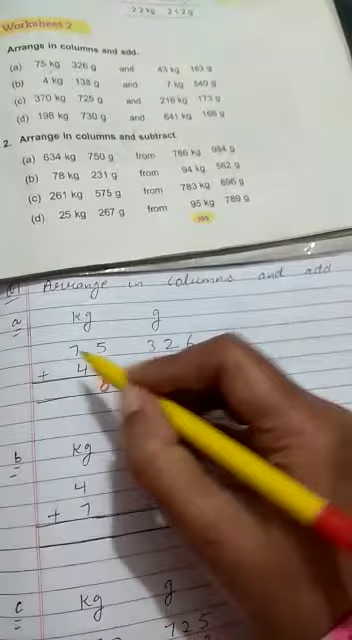 22kg 212g
Worksheet 2
Arrange in columns and add.
(a) 75 kg 326 g and 43 kg 163 g
(b) 4 kg 138 g and 7 kg 540 g
(c) 370 kg 725 g and 216 kg 173 g
(d) 198 kg 730 g and 641 kg 168 g
2. Arrange in columns and subtract.
(a) 634 kg 750 g from 786 kg 984 g
(b) 78 kg 231 g from 94 kg 562 g
(c) 261 kg 575 g from 783 kg 896 g
(d) 25 kg 267 g from 95 kg 789 g
Arrange in columns and add
a kg g
75 326
+ 4
b kg
4
+ 7
c kg g
725